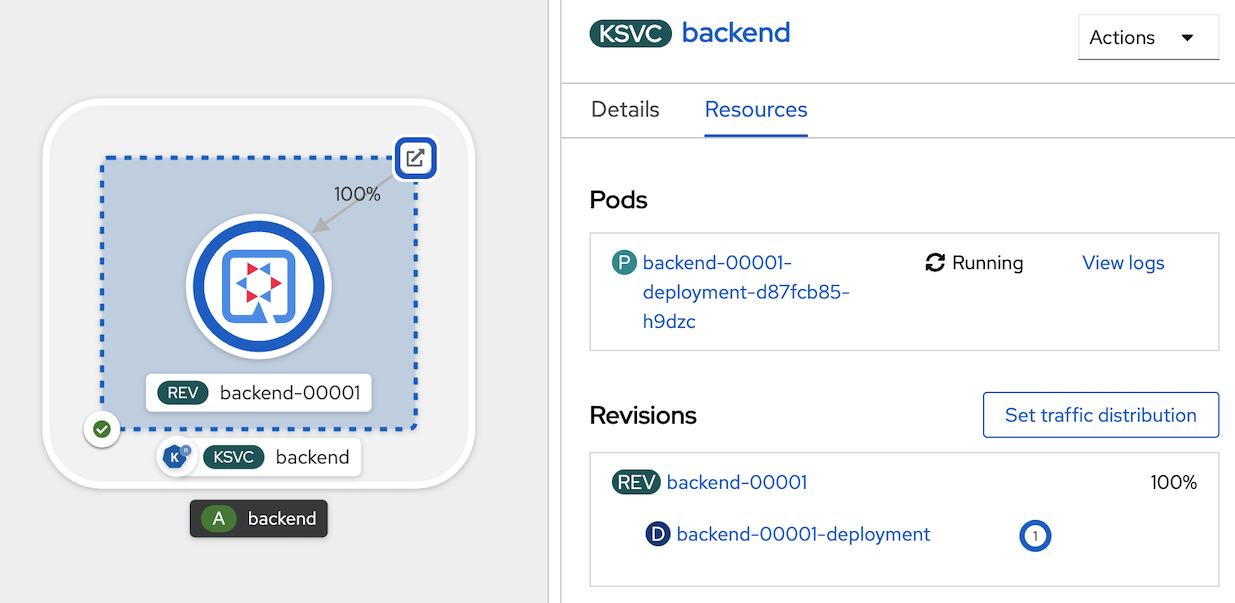 100%
REV backend-00001
K n KSVC backend
A backend
KSVC backend
Actions
Details Resources
Pods
P backend-00001-
deployment-d87fcb85-
h9dzc
Running View logs
Revisions Set traffic distribution
REV backend-00001 100%
D backend-00001-deployment 1